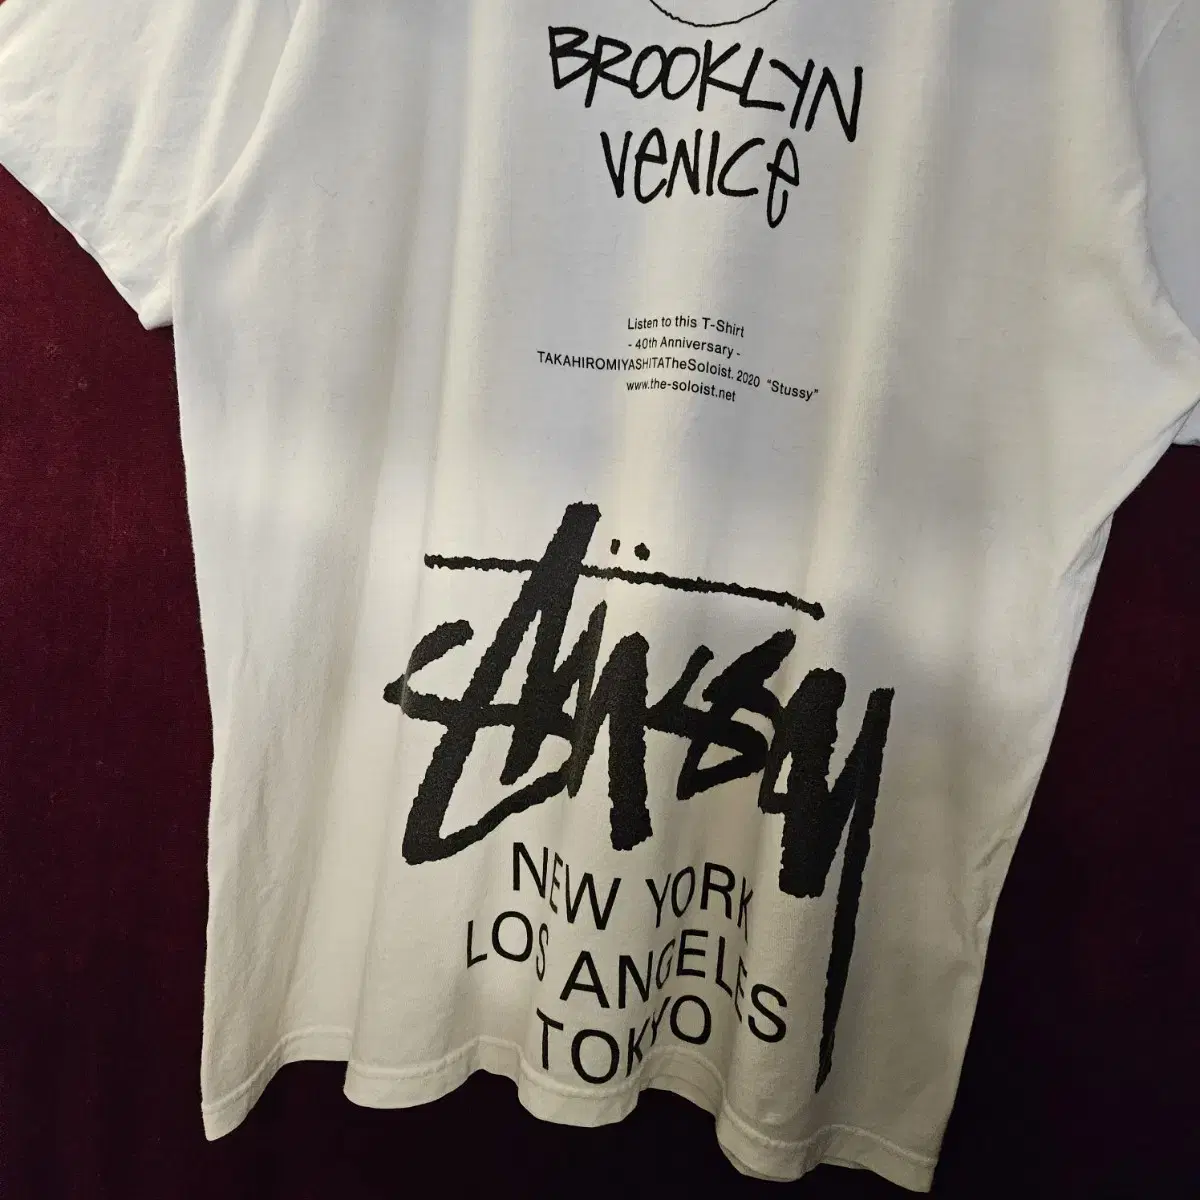 BROOKLYN
VENICE
Listen to this T-Shirt
- 40th Anniversary -
TAKAHIROMIYASHITATheSoloist. 2020 "Stussy"
www.the-soloist.net
Stüssy
NEW YORK
LOS ANGELES
TOKYO